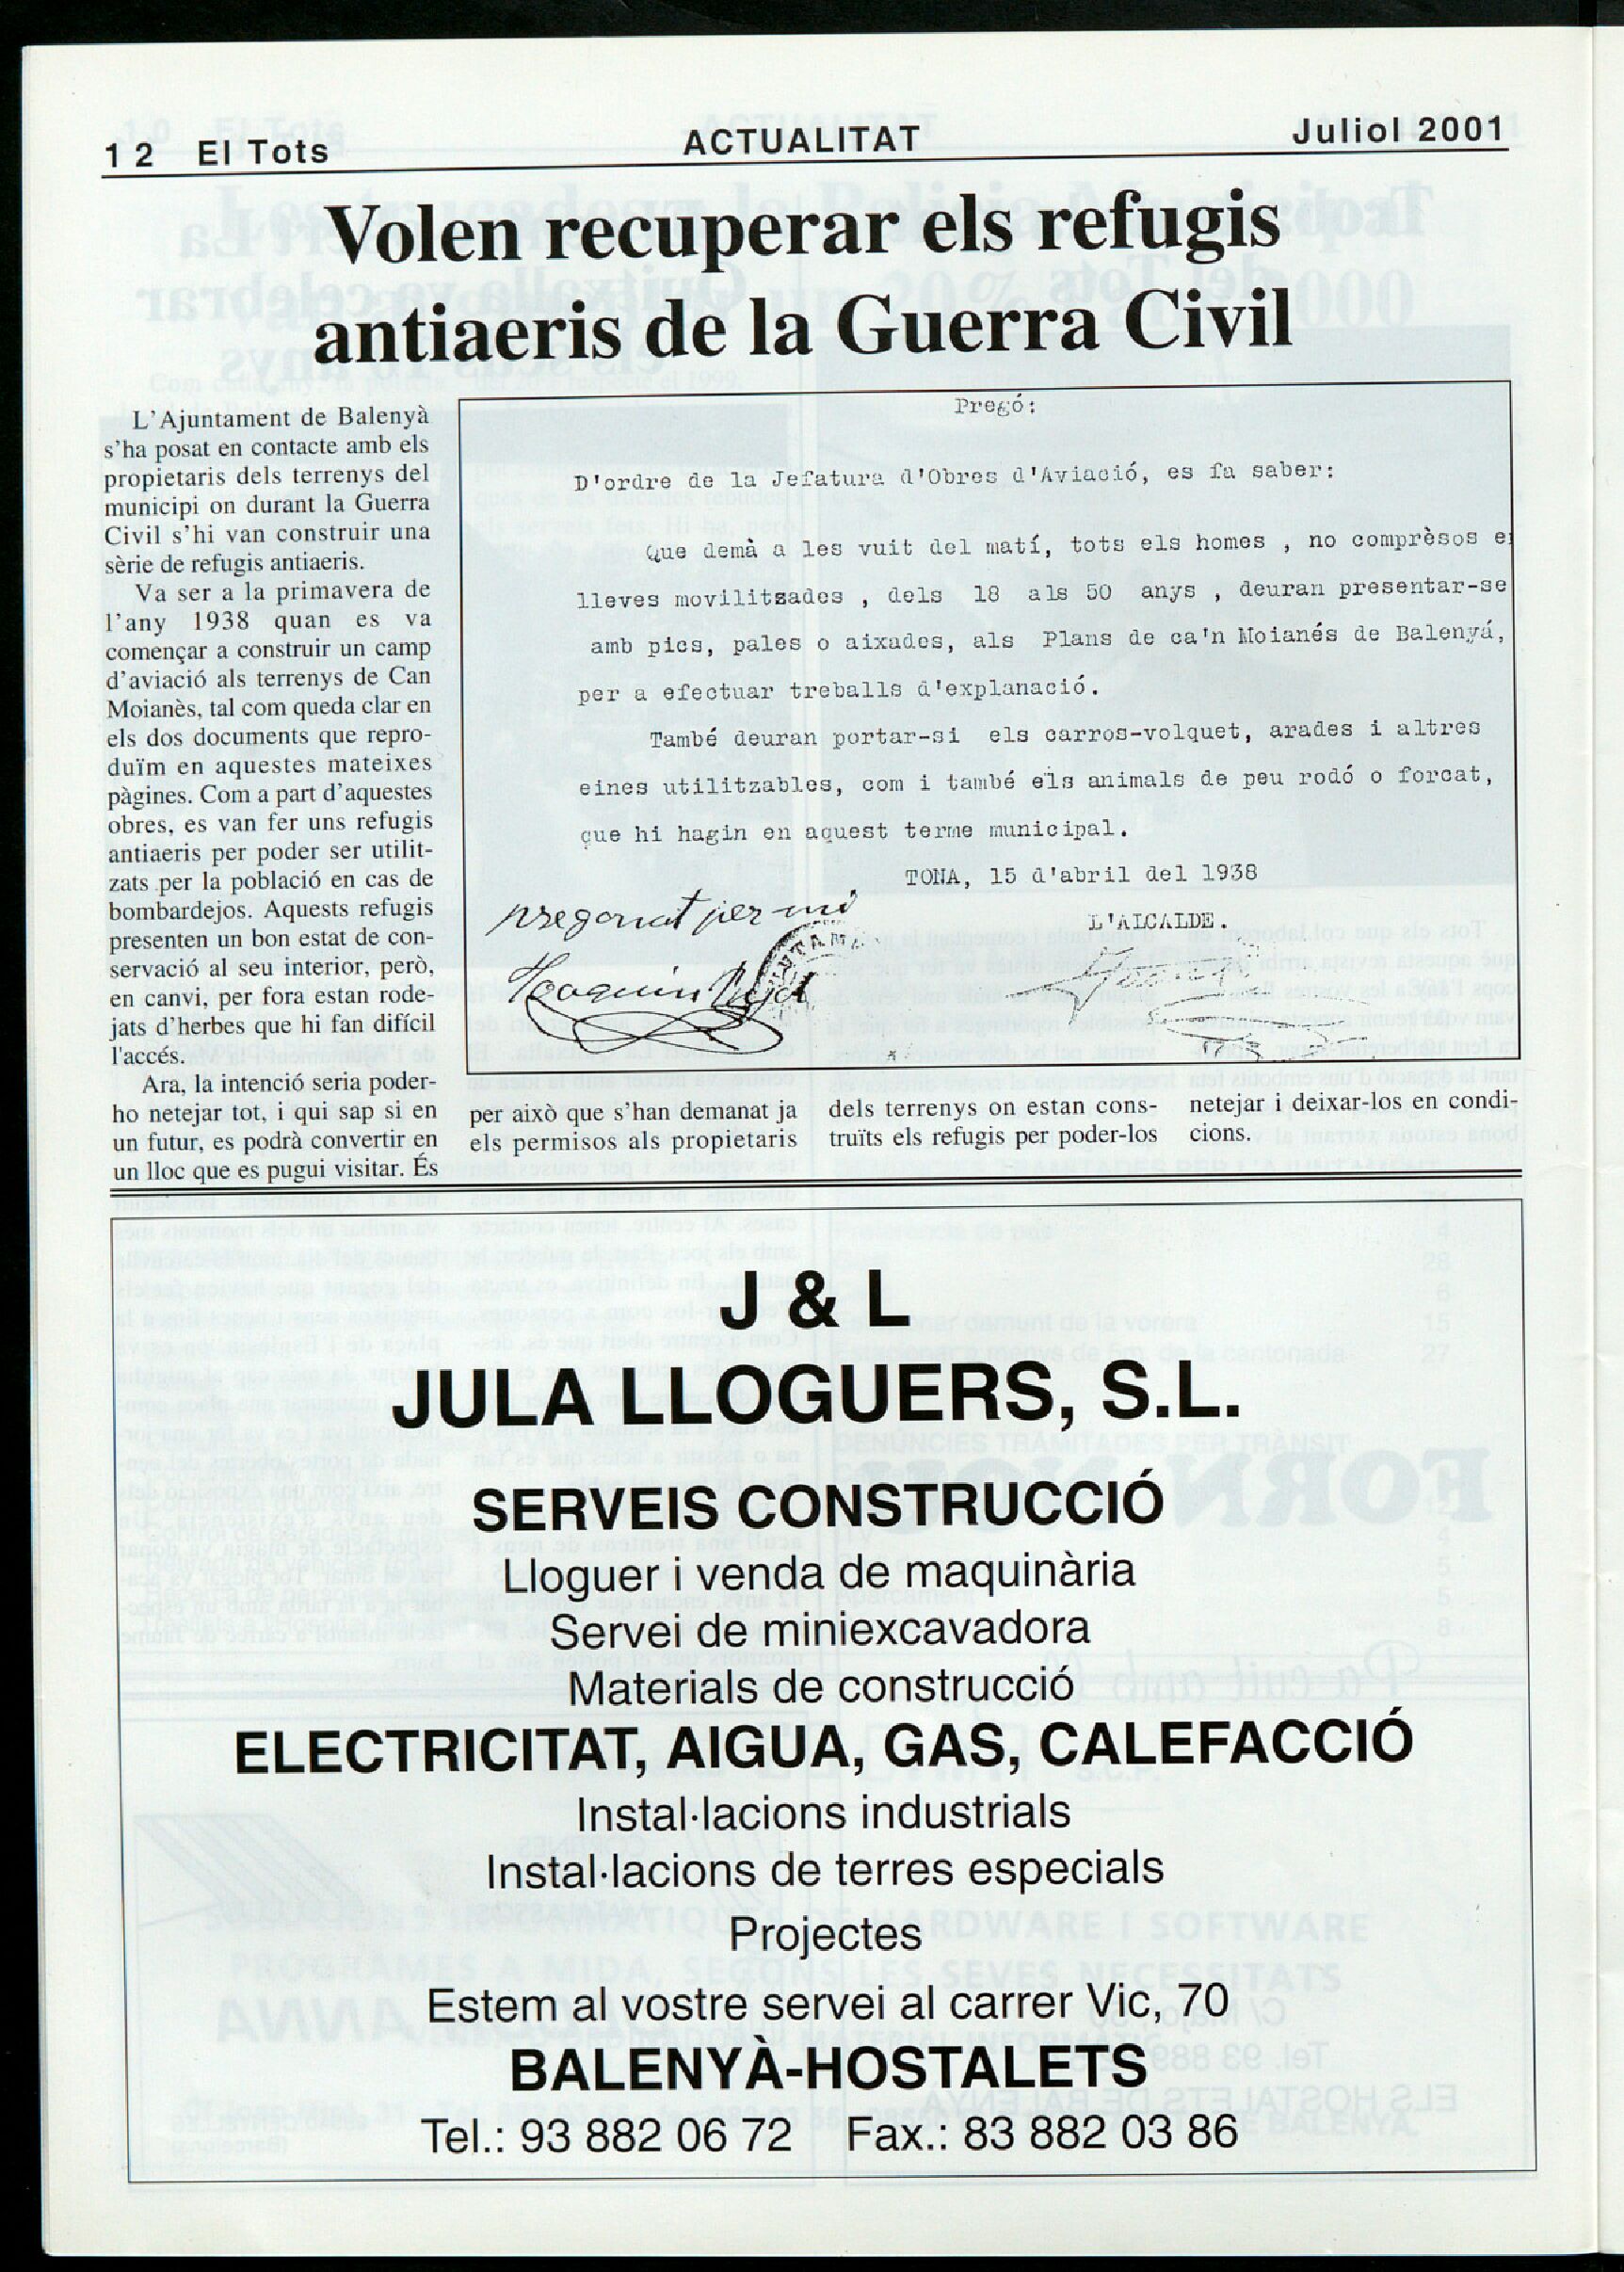 12 El Tots ACTUALITAT Juliol 2001
Volen recuperar els refugis
antiaeris de la Guerra Civil
L'Ajuntament de Balenyà
s'ha posat en contacte amb els
propietaris dels terrenys del
municipi on durant la Guerra
Civil s'hi van construir una
sèrie de refugis antiaeris.
Va ser a la primavera de
l'any 1938 quan es va
començar a construir un camp
d'aviació als terrenys de Can
Moianès, tal com queda clar en
els dos documents que repro-
duïm en aquestes mateixes
pàgines. Com a part d'aquestes
obres, es van fer uns refugis
antiaeris per poder ser utilit-
zats per la població en cas de
bombardejos. Aquests refugis
presenten un bon estat de con-
servació al seu interior, però,
en canvi, per fora estan rode-
jats d'herbes que hi fan difícil
l'accés.
Ara, la intenció seria poder-
ho netejar tot, i qui sap si en
un futur, es podrà convertir en
un lloc que es pugui visitar. És
per això que s'han demanat ja
els permisos als propietaris
dels terrenys on estan cons-
truïts els refugis per poder-los
netejar i deixar-los en condi-
cions.
Pregó:
D'ordre de la Jefatura d'Obres d'Aviació, es fa saber:
Que demà a les vuit del matí, tots els homes , no comprèsos
lleves movilitsades , dels 18 als 50 anys , deuran presentar-se
amb pics, pales o aixades, als Plans de ca'n Moianés de Balenyá,
per a efectuar treballs d'explanació.
També deuran portar-si els carros-volquet, arades i altres
eines utilitzables, com i també els animals de peu rodó o forcat,
que hi hagin en aquest terme municipal.
TONA, 15 d'abril del 1938
L'ALCALDE.
pregonat per mi
Joaquin
J & L
JULA LLOGUERS, S.L.
SERVEIS CONSTRUCCIÓ
Lloguer i venda de maquinària
Servei de miniexcavadora
Materials de construcció
ELECTRICITAT, AIGUA, GAS, CALEFACCIÓ
Instal·lacions industrials
Instal·lacions de terres especials
Projectes
Estem al vostre servei al carrer Vic, 70
BALENYÀ-HOSTALETS
Tel.: 93 882 06 72 Fax.: 83 882 03 86